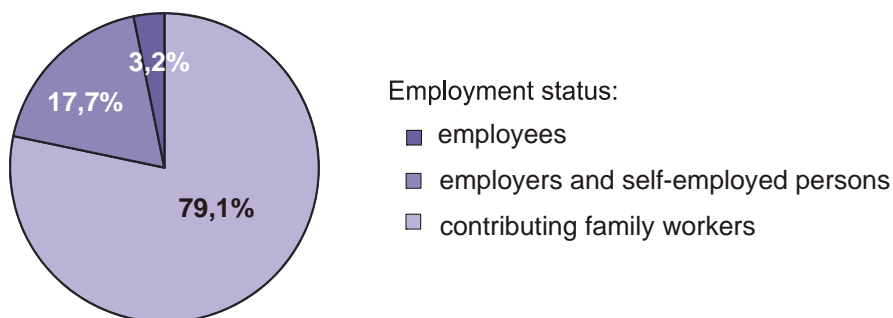 3,2%
17,7%
79,1%
Employment status:
employees
employers and self-employed persons
contributing family workers